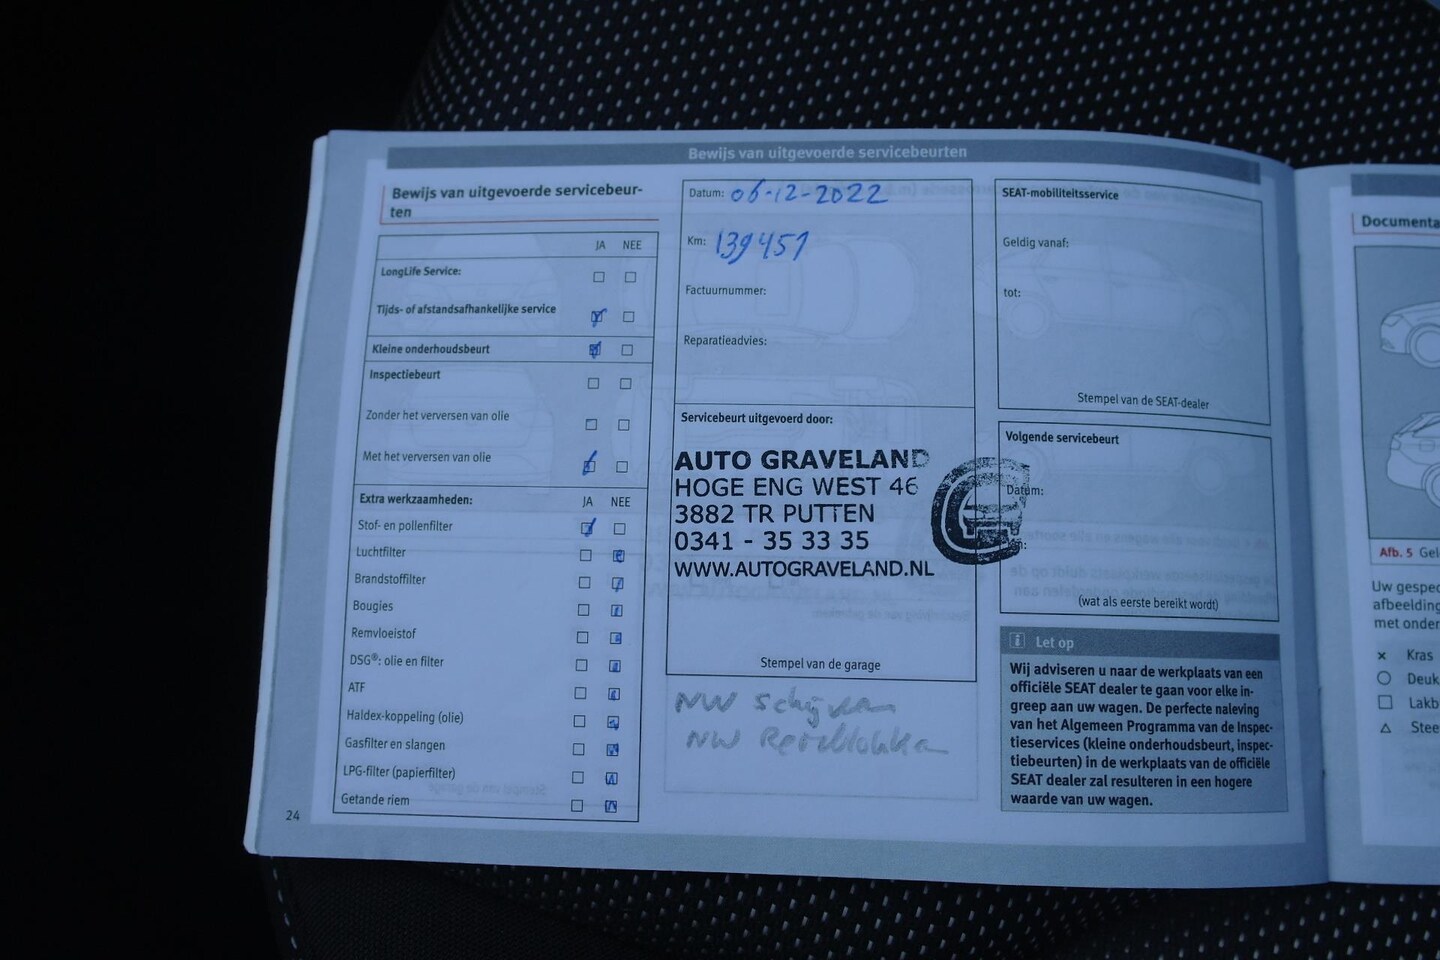 Bewijs van uitgevoerde servicebeurten
Bewijs van uitgevoerde servicebeur-
ten
JA NEE
LongLife Service:
Tijds- of afstandsafhankelijke service
Kleine onderhoudsbeurt
Inspectiebeurt
Zonder het verversen van olie
Met het verversen van olie
Extra werkzaamheden: JA NEE
Stof- en pollenfilter
Luchtfilter
Brandstoffilter
Bougies
Remvloeistof
DSG®: olie en filter
ATF
Haldex-koppeling (olie)
Gasfilter en slangen
LPG-filter (papierfilter)
Getande riem
24
Datum: 06-12-2022
Km: 139451
Factuurnummer:
Reparatieadvies:
Servicebeurt uitgevoerd door:
AUTO GRAVELAND
HOGE ENG WEST 46
3882 TR PUTTEN
0341 - 35 33 35
WWW.AUTOGRAVELAND.NL
Stempel van de garage
NW schijven
NW
SEAT-mobiliteitsservice
Geldig vanaf:
tot:
Stempel van de SEAT-dealer
Volgende servicebeurt
Datum:
(wat als eerste bereikt wordt)
i Let op
Wij adviseren u naar de werkplaats van een
officiële SEAT dealer te gaan voor elke in-
greep aan uw wagen. De perfecte naleving
van het Algemeen Programma van de Inspec-
tieservices (kleine onderhoudsbeurt, inspec-
tiebeurten) in de werkplaats van de officiële
SEAT dealer zal resulteren in een hogere
waarde van uw wagen.
Documenta
Afb. 5 Gel
Uw gespec
afbeelding
met onder
Kras
Deuk
Lakb
Stee